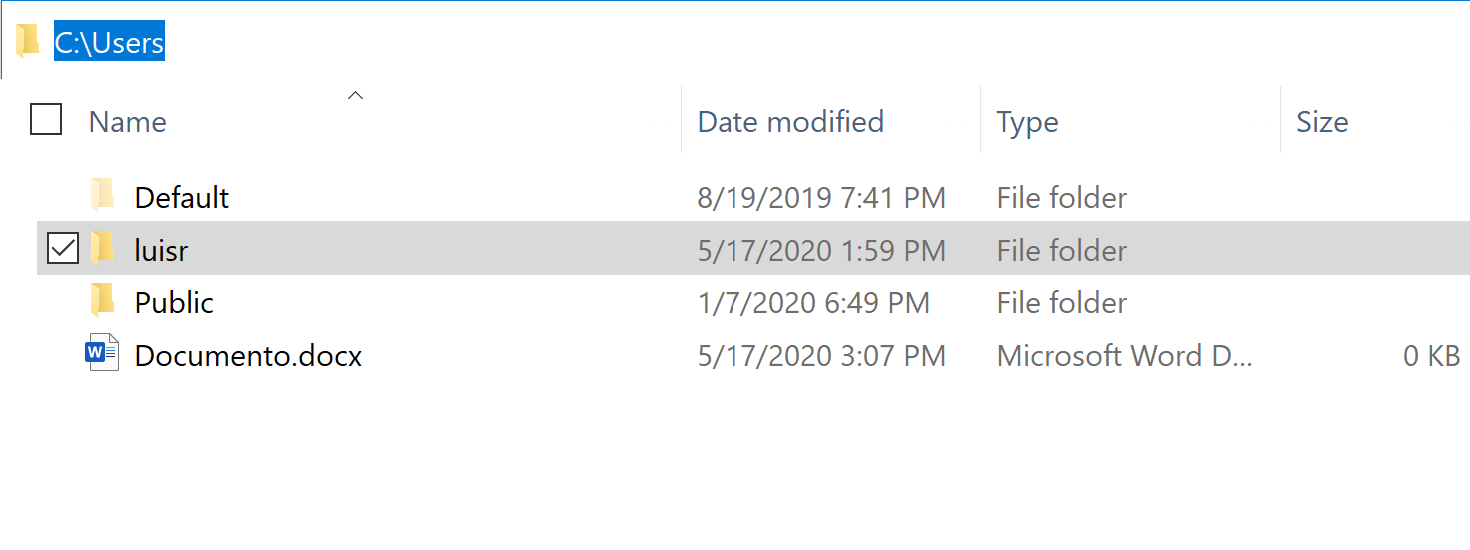 C:\Users
Name Date modified Type Size
Default 8/19/2019 7:41 PM File folder
luisr 5/17/2020 1:59 PM File folder
Public 1/7/2020 6:49 PM File folder
Documento.docx 5/17/2020 3:07 PM Microsoft Word D... 0 KB